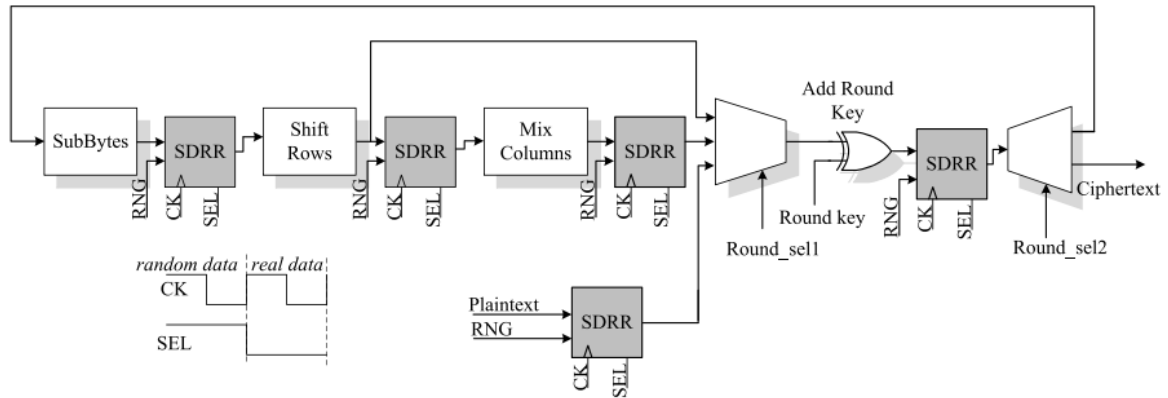 Add Round
Key
SubBytes
SDRR
Shift
Rows
SDRR
Mix
Columns
SDRR
SDRR
RNG
CK
SEL
RNG
CK
SEL
RNG
CK
SEL
Round key
RNG
CK
SEL
Ciphertext
Round_sel1
Round_sel2
random data
real data
CK
SEL
Plaintext
RNG
SDRR
CK
SEL